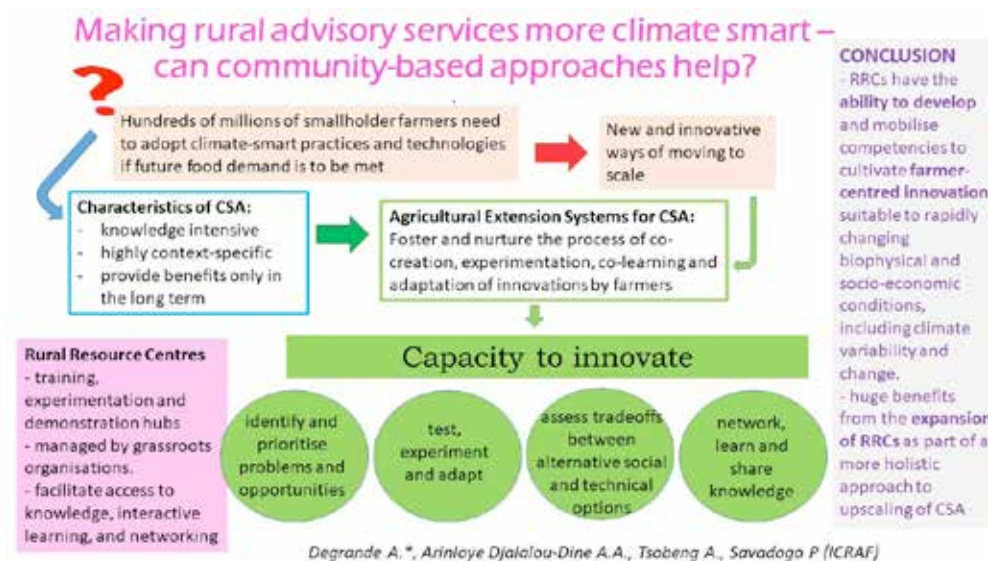 Making rural advisory services more climate smart –
can community-based approaches help?
?
Hundreds of millions of smallholder farmers need
to adopt climate-smart practices and technologies
if future food demand is to be met
New and innovative
ways of moving to
scale
Characteristics of CSA:
- knowledge intensive
- highly context-specific
- provide benefits only in
the long term
Agricultural Extension Systems for CSA:
Foster and nurture the process of co-
creation, experimentation, co-learning and
adaptation of innovations by farmers
Capacity to innovate
Rural Resource Centres
- training,
experimentation and
demonstration hubs
- managed by grassroots
organisations.
- facilitate access to
knowledge, interactive
learning, and networking
identify and
prioritise
problems and
opportunities
test,
experiment
and adapt
assess tradeoffs
between
alternative social
and technical
options
network,
learn and
share
knowledge
CONCLUSION
- RRCs have the
ability to develop
and mobilise
competencies to
cultivate farmer-
centred innovation
suitable to rapidly
changing
biophysical and
socio-economic
conditions,
including climate
variability and
change.
- huge benefits
from the expansion
of RRCs as part of a
more holistic
approach to
upscaling of CSA
Degrande A.*, Arinloye Djalalou-Dine A.A., Tsobeng A., Savadogo P (ICRAF)